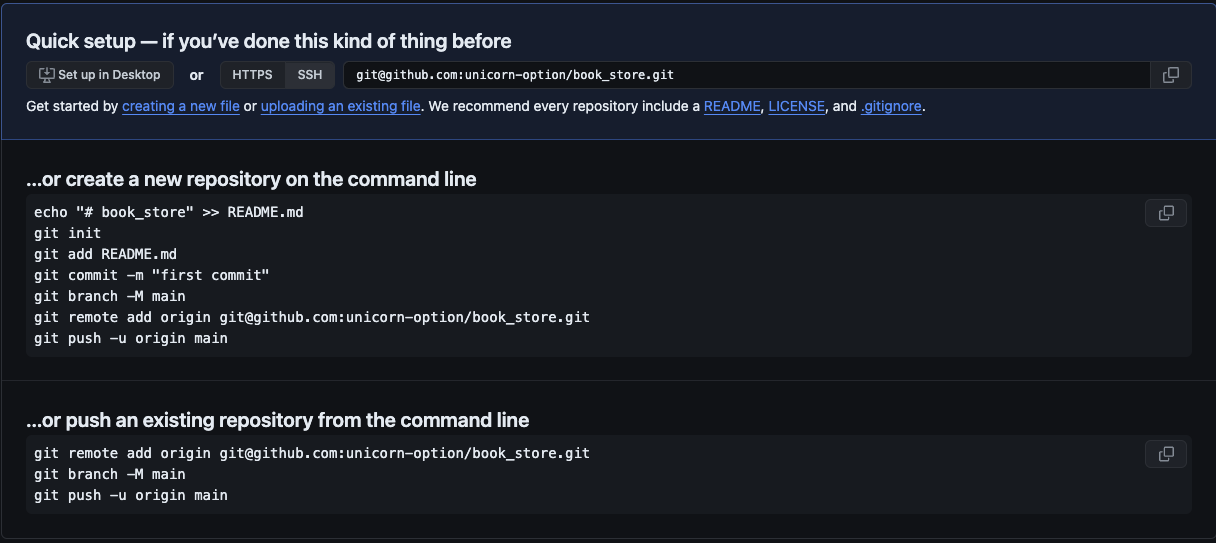 Quick setup — if you’ve done this kind of thing before
Set up in Desktop or HTTPS SSH git@github.com:unicorn-option/book_store.git
Get started by creating a new file or uploading an existing file. We recommend every repository include a README, LICENSE, and .gitignore.
…or create a new repository on the command line
echo "# book_store" >> README.md
git init
git add README.md
git commit -m "first commit"
git branch -M main
git remote add origin git@github.com:unicorn-option/book_store.git
git push -u origin main
…or push an existing repository from the command line
git remote add origin git@github.com:unicorn-option/book_store.git
git branch -M main
git push -u origin main